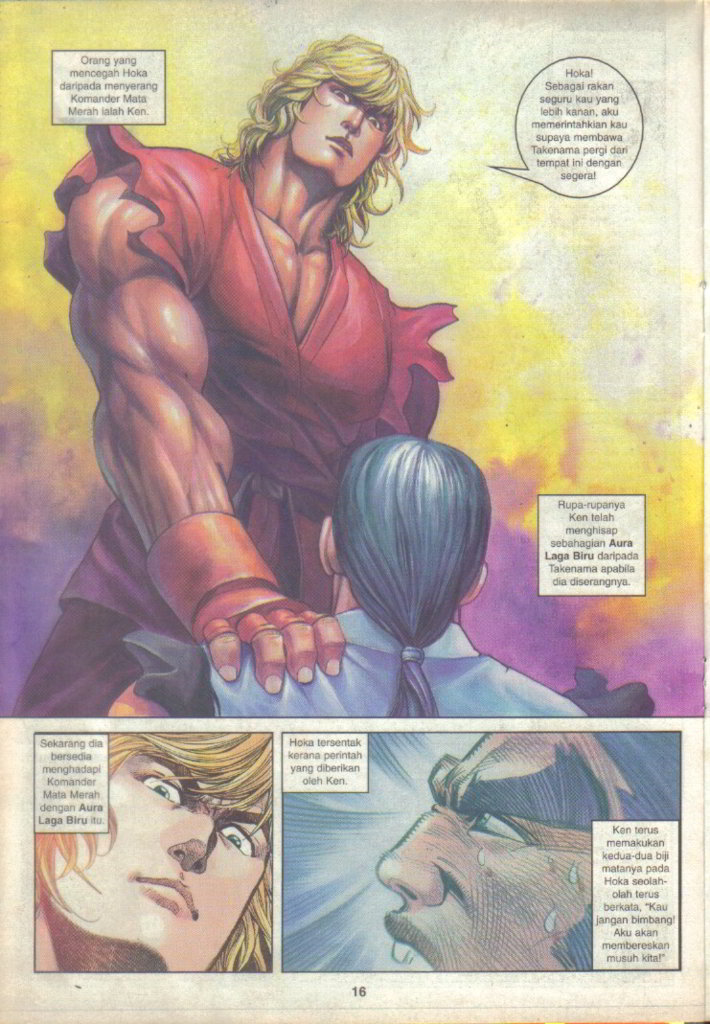 Orang yang
mencegah Hoka
daripada menyerang
Komander Mata
Merah ialah Ken.
Hoka!
Sebagai rakan
seguru kau yang
lebih kanan, aku
memerintahkian kau
supaya membawa
Takenama pergi dari
tempat ini dengan
segera!
Rupa-rupanya
Ken telah
menghisap
sebahagian Aura
Laga Biru daripada
Takenama apabila
dia diserangnya.
Sekarang dia
bersedia
menghadapi
Komander
Mata Merah
dengan Aura
Laga Biru itu.
Hoka tersentak
kerana perintah
yang diberikan
oleh Ken.
Ken terus
memakukan
kedua-dua biji
matanya pada
Hoka seolah-
olah terus
berkata, "Kau
jangan bimbang!
Aku akan
membereskan
musuh kita!"
16